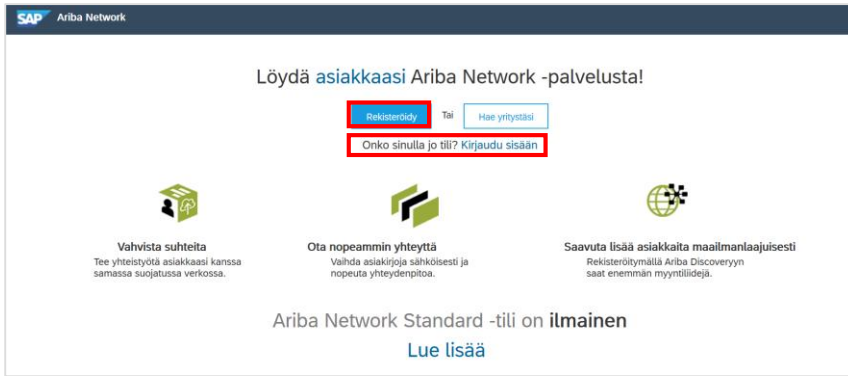 SAP Ariba Network
Löydä asiakkaasi Ariba Network -palvelusta!
Rekisteröidy Tai Hae yritystäsi
Onko sinulla jo tili? Kirjaudu sisään
Vahvista suhteita
Tee yhteistyötä asiakkaasi kanssa
samassa suojatussa verkossa.
Ota nopeammin yhteyttä
Vaihda asiakirjoja sähköisesti ja
nopeuta yhteydenpitoa.
Saavuta lisää asiakkaita maailmanlaajuisesti
Rekisteröitymällä Ariba Discoveryyn
saat enemmän myyntiliidejä.
Ariba Network Standard -tili on ilmainen
Lue lisää